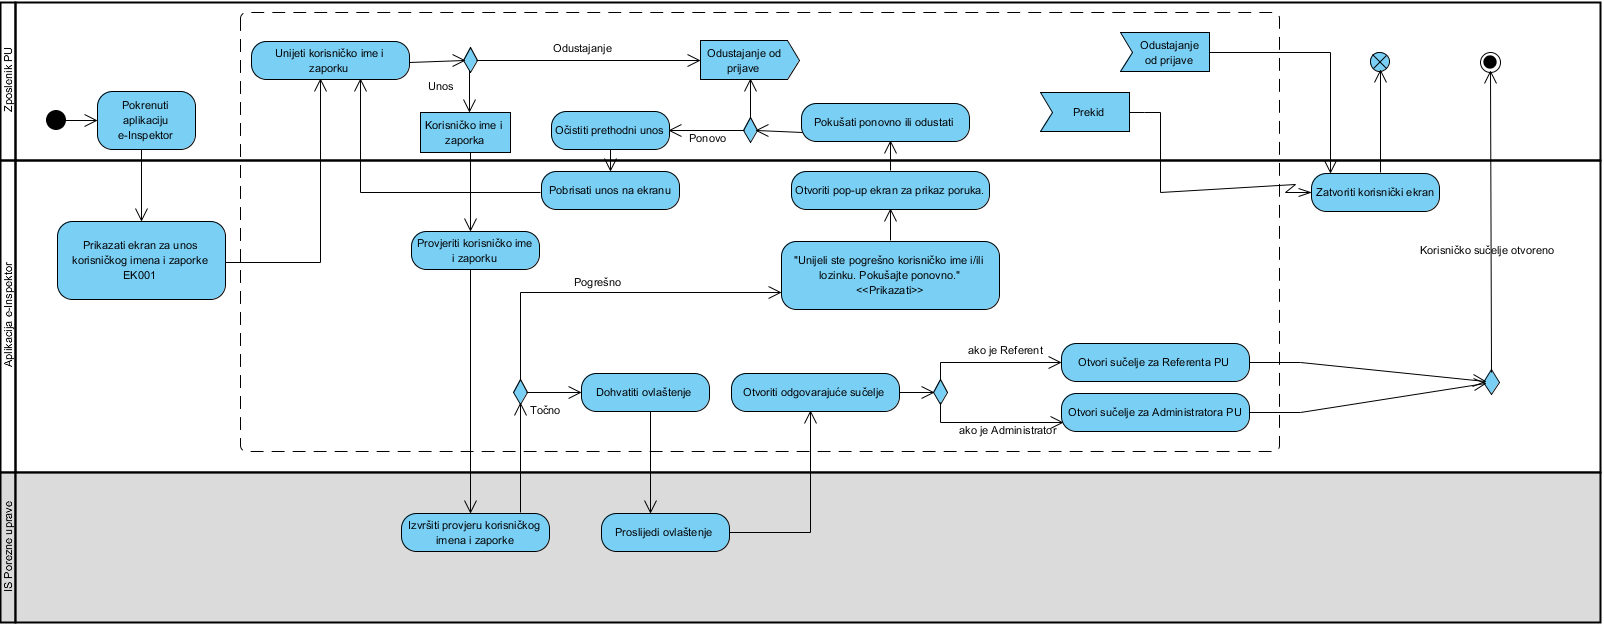 Zposlenik PU
Pokrenuti
aplikaciju
e-Inspektor
Unijeti korisničko ime i
zaporku
Odustajanje
Unos
Korisničko ime i
zaporka
Odustajanje od
prijave
Očistiti prethodni unos
Ponovo
Pokušati ponovno ili odustati
Odustajanje
od prijave
Prekid
Aplikacija e-Inspektor
Prikazati ekran za unos
korisničkog imena i zaporke
EK001
Pobrisati unos na ekranu
Otvoriti pop-up ekran za prikaz poruka.
Zatvoriti korisnički ekran
Provjeriti korisničko ime
i zaporku
Pogrešno
"Unijeli ste pogrešno korisničko ime i/ili
lozinku. Pokušajte ponovno."
<<Prikazati>>
Korisničko sučelje otvoreno
Točno
Dohvatiti ovlaštenje
Otvoriti odgovarajuće sučelje
ako je Referent
Otvori sučelje za Referenta PU
ako je Administrator
Otvori sučelje za Administratora PU
IS Porezne uprave
Izvršiti provjeru korisničkog
imena i zaporke
Proslijedi ovlaštenje